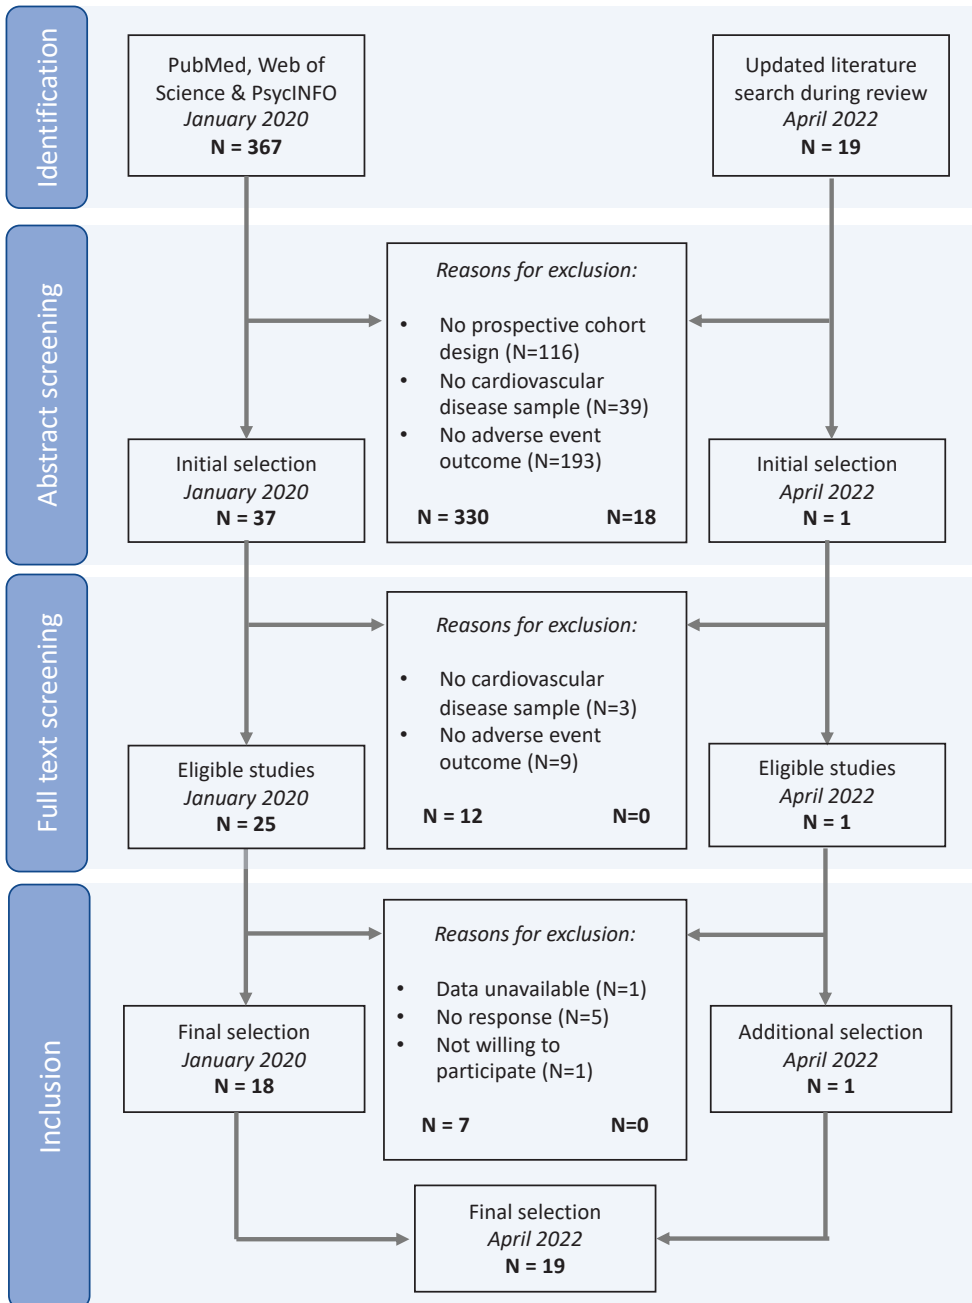 Identification
PubMed, Web of
Science & PsycINFO
January 2020
N = 367
Updated literature
search during review
April 2022
N = 19
Abstract screening
Reasons for exclusion:
• No prospective cohort
design (N=116)
• No cardiovascular
disease sample (N=39)
• No adverse event
outcome (N=193)
N = 330 N=18
Initial selection
January 2020
N = 37
Initial selection
April 2022
N = 1
Full text screening
Reasons for exclusion:
• No cardiovascular
disease sample (N=3)
• No adverse event
outcome (N=9)
N = 12 N=0
Eligible studies
January 2020
N = 25
Eligible studies
April 2022
N = 1
Inclusion
Reasons for exclusion:
• Data unavailable (N=1)
• No response (N=5)
• Not willing to
participate (N=1)
N = 7 N=0
Final selection
January 2020
N = 18
Additional selection
April 2022
N = 1
Final selection
April 2022
N = 19